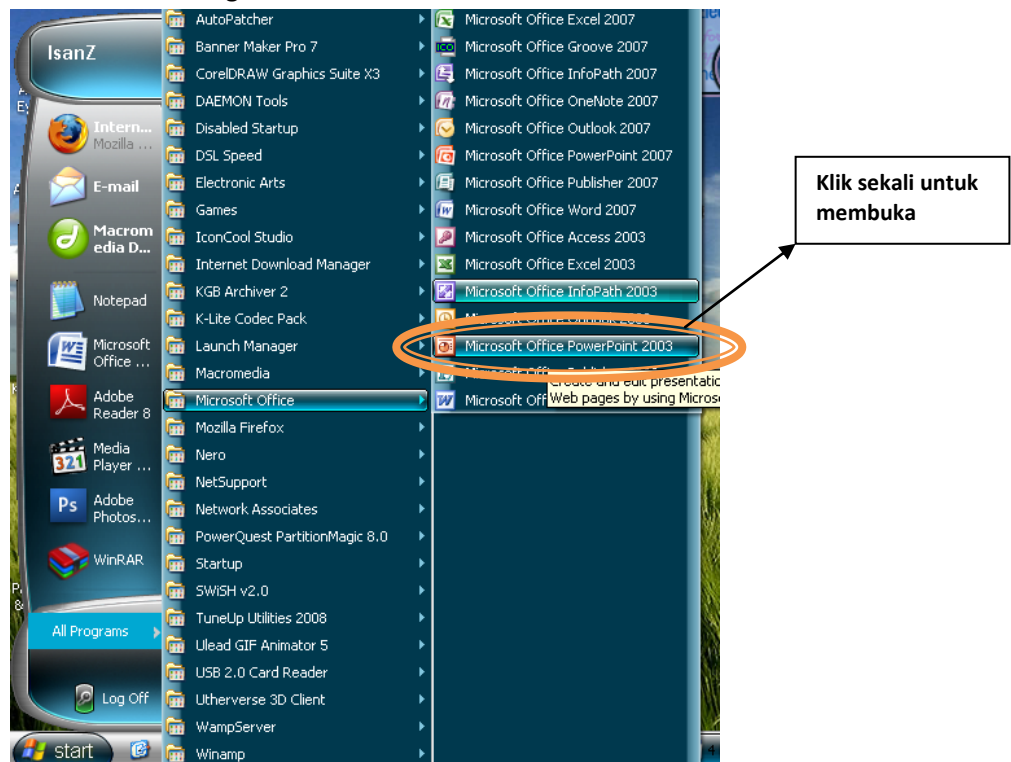 IsanZ
Intern...
Mozilla ...
E-mail
Macrom
edia D...
Notepad
Microsoft
Office ...
Adobe
Reader 8
Media
Player ...
Adobe
Photos...
WinRAR
All Programs
Log Off
start
AutoPatcher
Banner Maker Pro 7
CorelDRAW Graphics Suite X3
DAEMON Tools
Disabled Startup
DSL Speed
Electronic Arts
Games
IconCool Studio
Internet Download Manager
KGB Archiver 2
K-Lite Codec Pack
Launch Manager
Macromedia
Microsoft Office
Mozilla Firefox
Nero
NetSupport
Network Associates
PowerQuest PartitionMagic 8.0
Startup
SWiSH v2.0
TuneUp Utilities 2008
Ulead GIF Animator 5
USB 2.0 Card Reader
Utherverse 3D Client
WampServer
Winamp
Microsoft Office Excel 2007
Microsoft Office Groove 2007
Microsoft Office InfoPath 2007
Microsoft Office OneNote 2007
Microsoft Office Outlook 2007
Microsoft Office PowerPoint 2007
Microsoft Office Publisher 2007
Microsoft Office Word 2007
Microsoft Office Access 2003
Microsoft Office Excel 2003
Microsoft Office InfoPath 2003
Microsoft Office Outlook 2003
Microsoft Office PowerPoint 2003
Create and edit presentatio
Microsoft Off
Web pages by using Micros
Klik sekali untuk
membuka